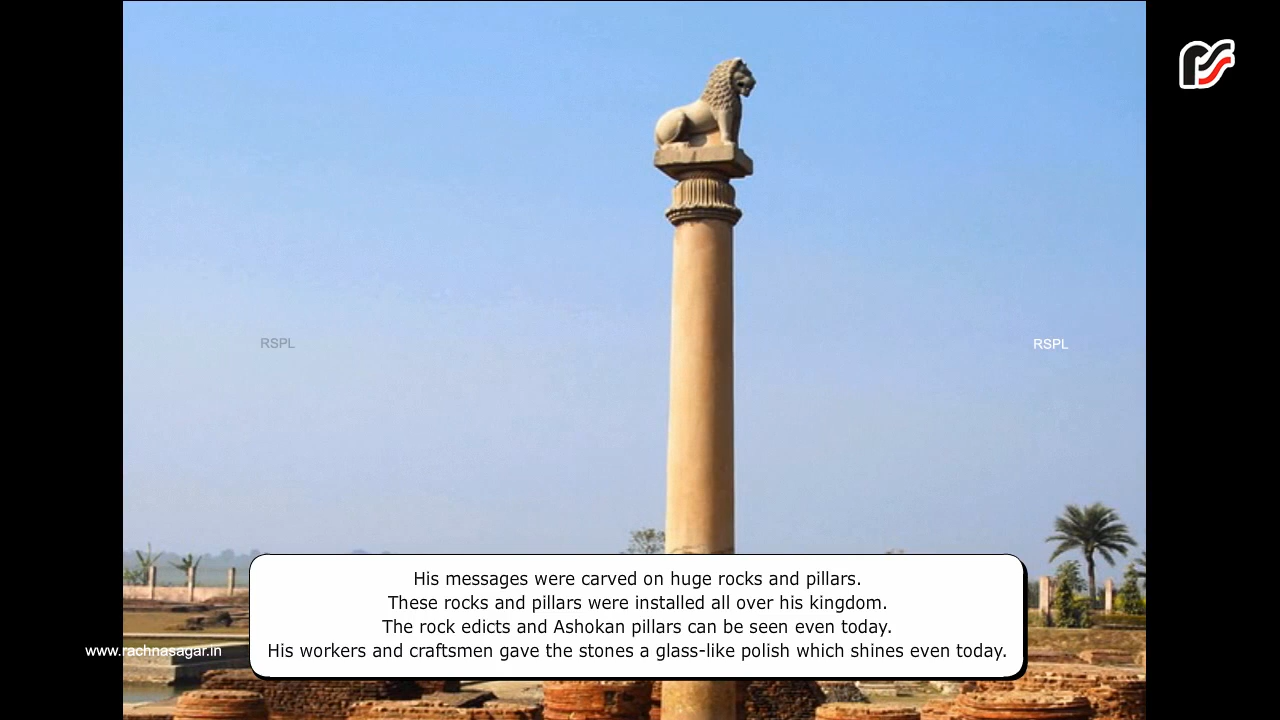 RSPL
RSPL
His messages were carved on huge rocks and pillars.
These rocks and pillars were installed all over his kingdom.
The rock edicts and Ashokan pillars can be seen even today.
His workers and craftsmen gave the stones a glass-like polish which shines even today.
www.rachnasagar.in